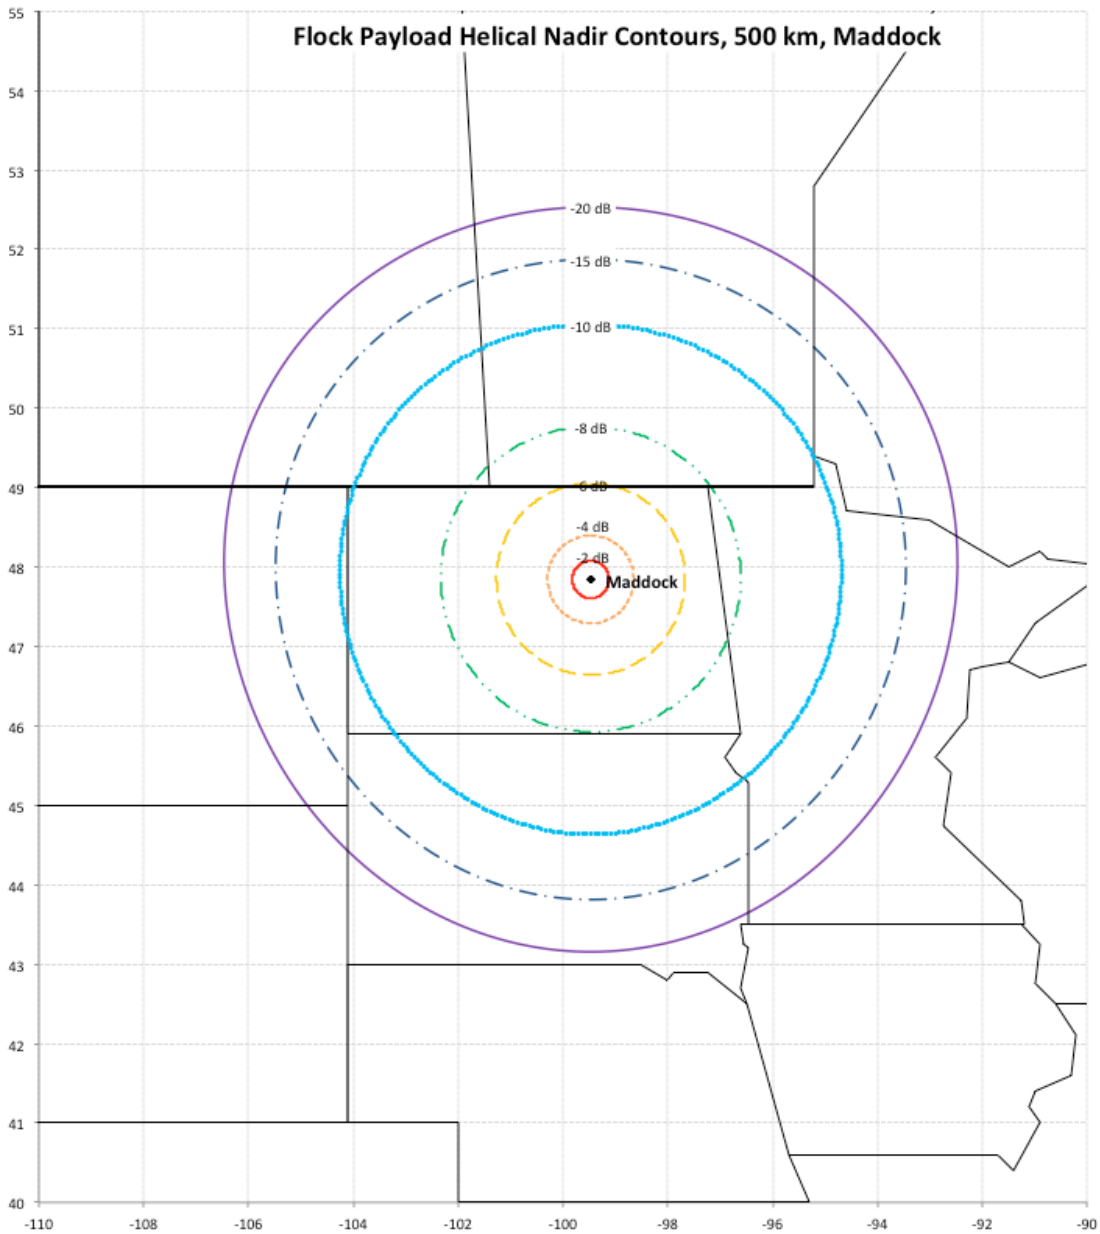 Flock Payload Helical Nadir Contours, 500 km, Maddock
55
54
53
52
51
50
49
48
47
46
45
44
43
42
41
40
-20 dB
-15 dB
-10 dB
-8 dB
-6 dB
-4 dB
-2 dB
Maddock
-110 -108 -106 -104 -102 -100 -98 -96 -94 -92 -90